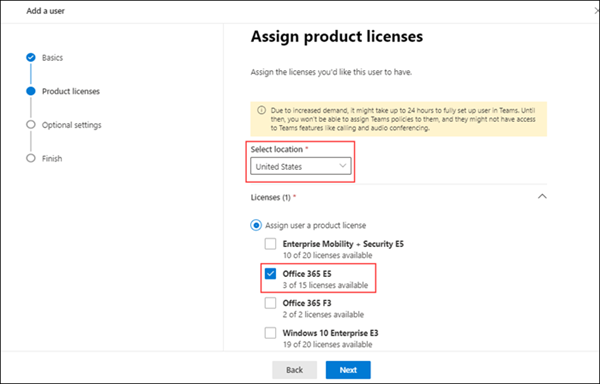 Add a user
Basics
Product licenses
Optional settings
Finish
Assign product licenses
Assign the licenses you'd like this user to have.
Due to increased demand, it might take up to 24 hours to fully set up user in Teams. Until
then, you won't be able to assign Teams policies to them, and they might not have access
to Teams features like calling and audio conferencing.
Select location *
United States
Licenses (1) *
Assign user a product license
Enterprise Mobility + Security E5
10 of 20 licenses available
Office 365 E5
3 of 15 licenses available
Office 365 F3
2 of 2 licenses available
Windows 10 Enterprise E3
19 of 20 licenses available
Back
Next